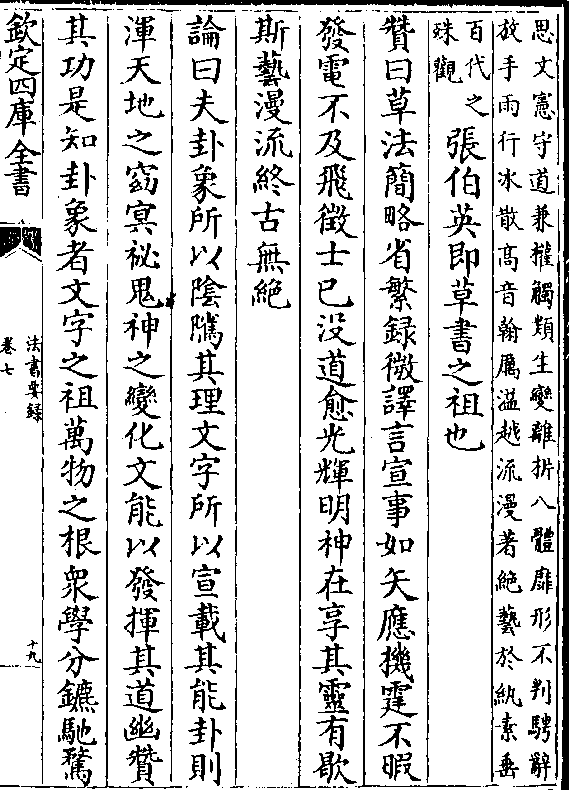 思文憲守道兼權觸類生變離析八體靡形不判騁辭
放手雨行冰散高音翰厲溢越流漫著絶藝於紈素垂
百代之
殊觀
張伯英即草書之祖也
贊曰草法簡略省繁録微譯言宣事如矢應機霆不暇
發電不及飛徵士已没道愈光輝明神在享其靈有歇
斯藝漫流終古無絶
論曰夫卦象所以陰隲其理文字所以宣載其能卦則
渾天地之窈冥祕鬼神之變化文能以發揮其道幽贊
其功是知卦象者文字之祖萬物之根衆學分鑣馳騖
欽定四庫全書
法書要録
卷七
十九